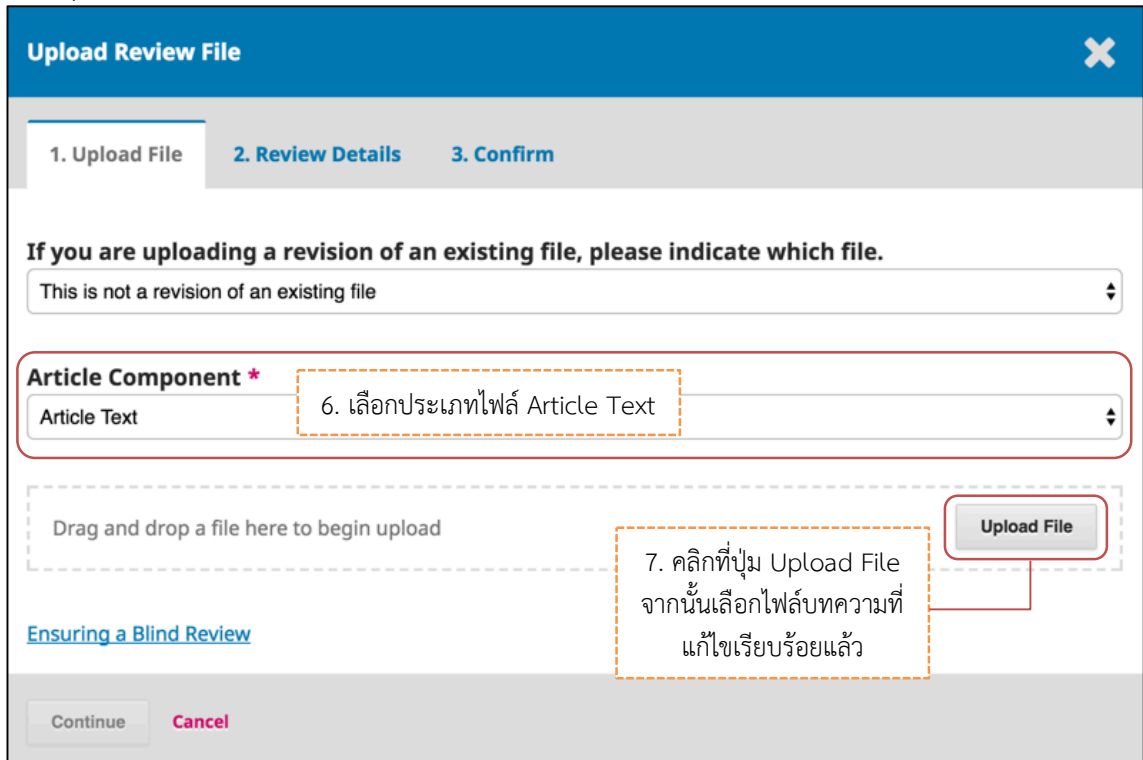 Upload Review File
1. Upload File
2. Review Details
3. Confirm
If you are uploading a revision of an existing file, please indicate which file.
This is not a revision of an existing file
Article Component *
Article Text
6. เลือกประเภทไฟล์ Article Text
Drag and drop a file here to begin upload
Upload File
7. คลิกที่ปุ่ม Upload File
จากนั้นเลือกไฟล์บทความที่
แก้ไขเรียบร้อยแล้ว
Ensuring a Blind Review
Continue
Cancel